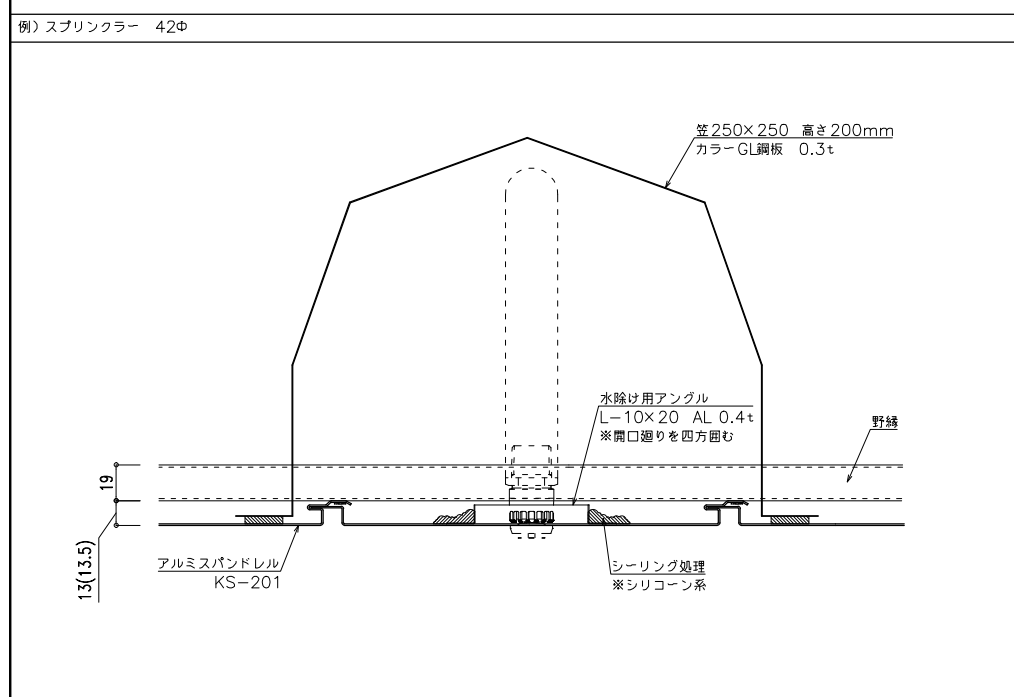 例）スプリンクラー 42Φ
笠250×250 高さ200mm
カラーGL鋼板 0.3t
水除け用アングル
L−10×20 AL 0.4t
※開口廻りを四方囲む
野縁
19
13(13.5)
アルミスパンドレル
KS−201
シーリング処理
※シリコーン系